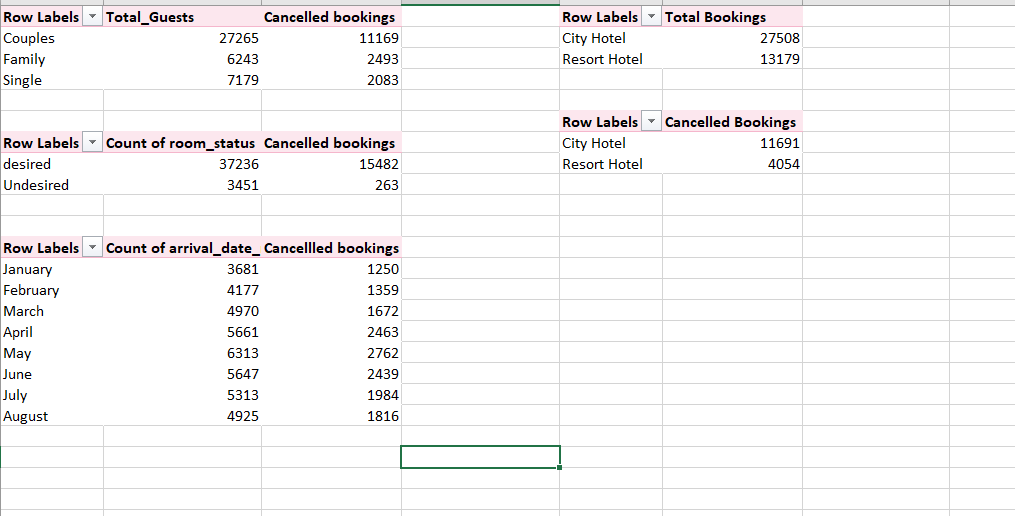 Row Labels Total_Guests Cancelled bookings
Couples 27265 11169
Family 6243 2493
Single 7179 2083
Row Labels Count of room_status Cancelled bookings
desired 37236 15482
Undesired 3451 263
Row Labels Count of arrival_date_ Cancellled bookings
January 3681 1250
February 4177 1359
March 4970 1672
April 5661 2463
May 6313 2762
June 5647 2439
July 5313 1984
August 4925 1816
Row Labels Total Bookings
City Hotel 27508
Resort Hotel 13179
Row Labels Cancelled Bookings
City Hotel 11691
Resort Hotel 4054